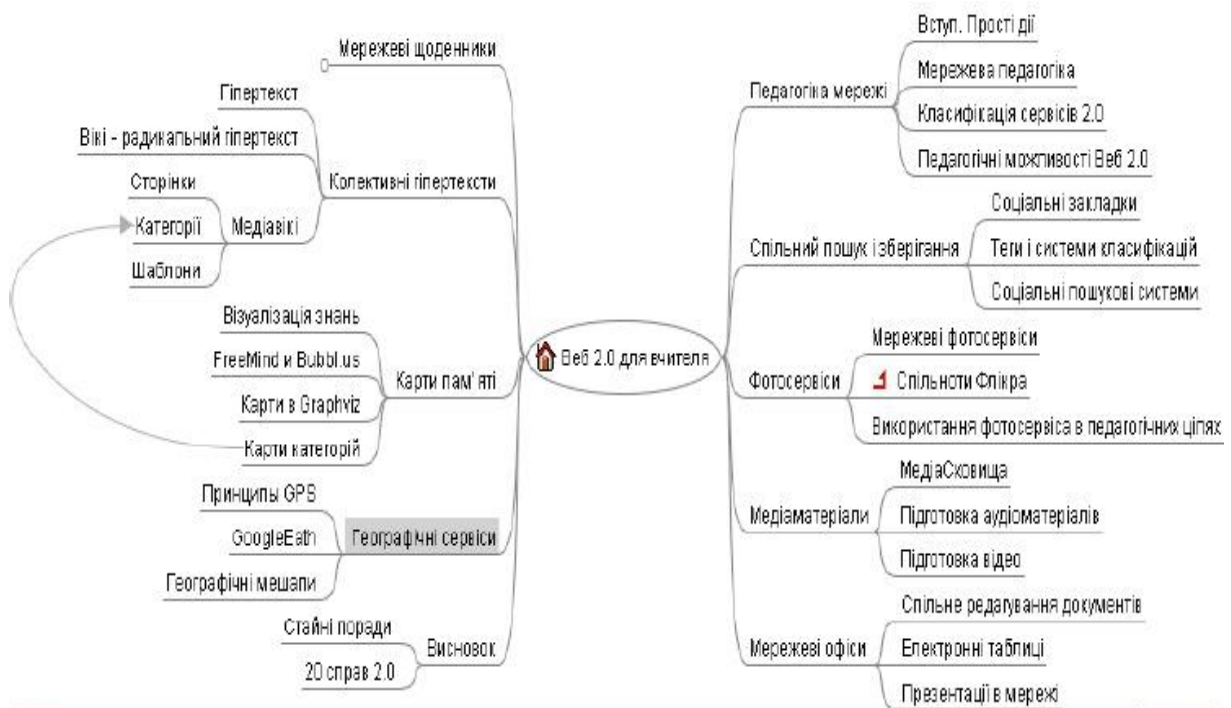 Мережеві щоденники
Гіпертекст
Вікі - радикальний гіпертекст
Колективні гіпертексти
Сторінки
Категорії
Медіавікі
Шаблони
Візуалізація знань
FreeMind и Bubbl.us
Карти пам'яті
Карти в Graphviz
Карти категорій
Принципы GPS
GoogleEath
Географічні сервіси
Географічні мешапи
Стайні поради
Висновок
20 справ 2.0
Веб 2.0 для вчителя
Вступ. Прості дії
Педагогіка мережі
Мережева педагогіка
Класифікація сервісів 2.0
Педагогічні можливості Веб 2.0
Соціальні закладки
Спільний пошук і зберігання
Теги і системи класифікацій
Соціальні пошукові системи
Мережеві фотосервіси
Фотосервіси
Спільноти Флікра
Використання фотосервіса в педагогічних цілях
МедіаСховища
Медіаматеріали
Підготовка аудіоматеріалів
Підготовка відео
Спільне редагування документів
Мережеві офіси
Електронні таблиці
Презентації в мережі